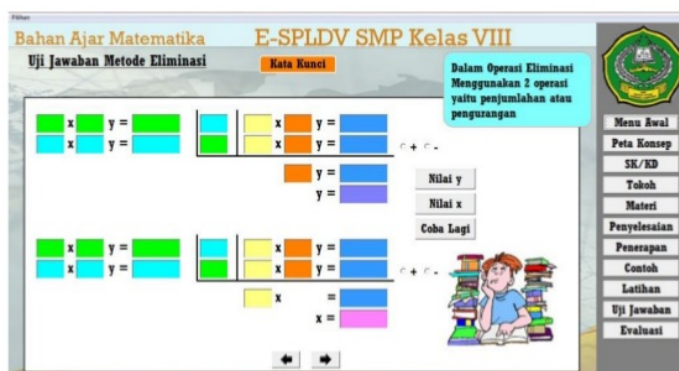 Pilihan
Bahan Ajar Matematika
E-SPLDV SMP Kelas VIII
Uji Jawaban Metode Eliminasi
Kata Kunci
Dalam Operasi Eliminasi
Menggunakan 2 operasi
yaitu penjumlahan atau
pengurangan
x y = x y =
x y = x y = + -
y =
y =
Nilai y
Nilai x
Coba Lagi
x y = x y =
x y = x y = + -
x =
x =
Menu Awal
Peta Konsep
SK/KD
Tokoh
Materi
Penyelesaian
Penerapan
Contoh
Latihan
Uji Jawaban
Evaluasi